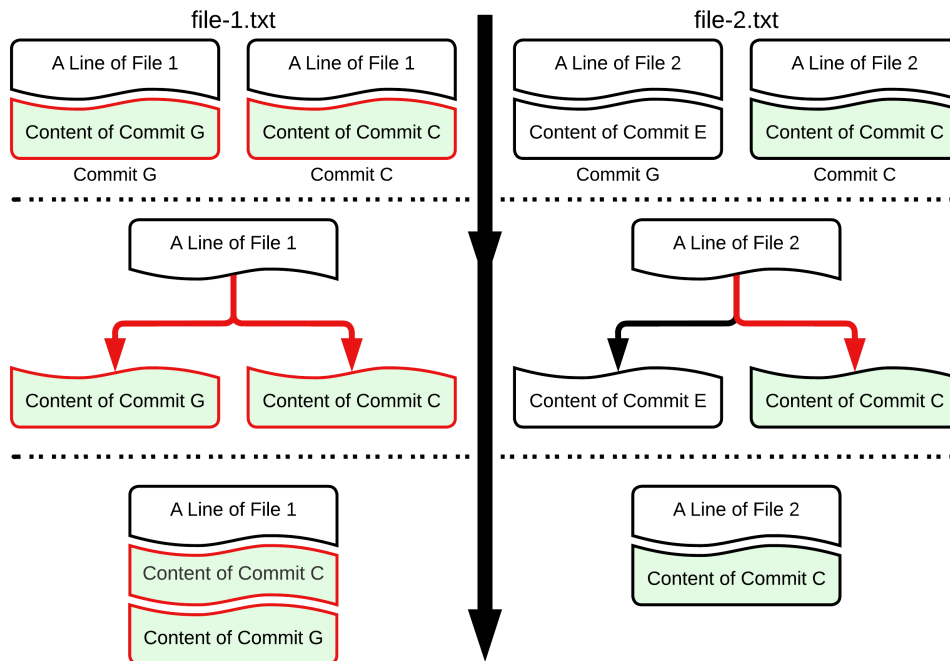 file-1.txt
file-2.txt
A Line of File 1
A Line of File 1
A Line of File 2
A Line of File 2
Content of Commit G
Content of Commit C
Content of Commit E
Content of Commit C
Commit G
Commit C
Commit G
Commit C
A Line of File 1
A Line of File 2
Content of Commit G
Content of Commit C
Content of Commit E
Content of Commit C
A Line of File 1
A Line of File 2
Content of Commit C
Content of Commit C
Content of Commit G